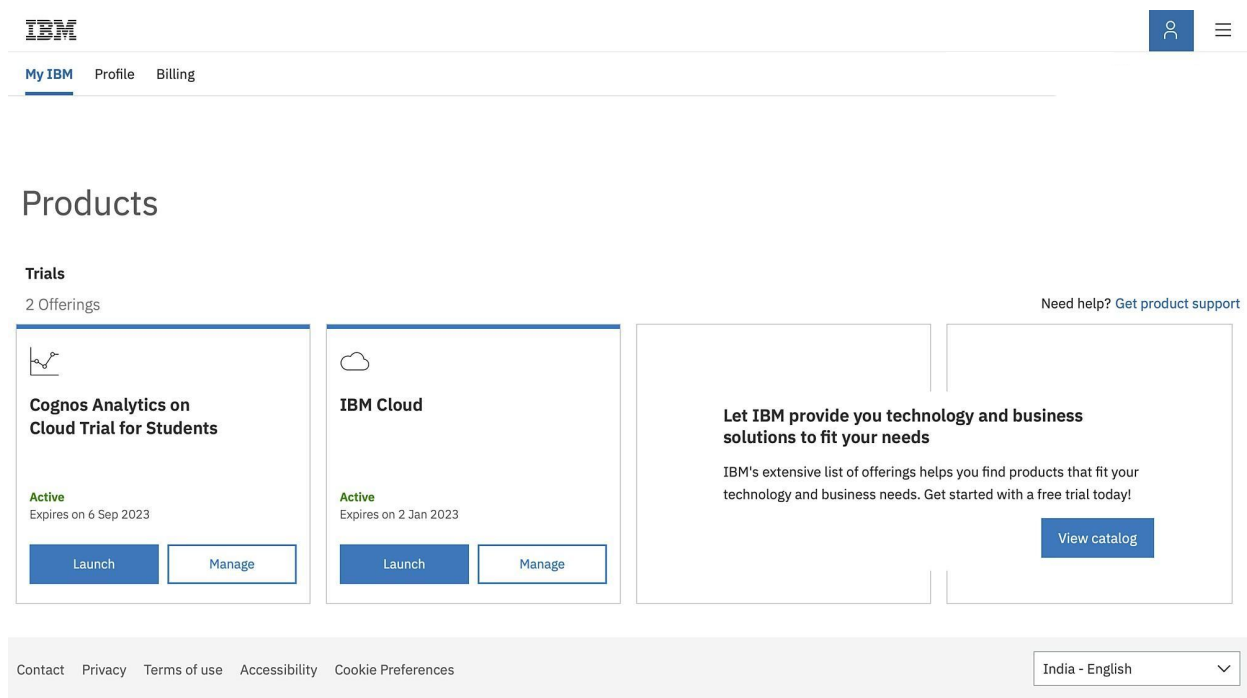 IBM
My IBM Profile Billing
Products
Trials
2 Offerings
Need help? Get product support
Cognos Analytics on
Cloud Trial for Students
Active
Expires on 6 Sep 2023
Launch Manage
IBM Cloud
Active
Expires on 2 Jan 2023
Launch Manage
Let IBM provide you technology and business
solutions to fit your needs
IBM's extensive list of offerings helps you find products that fit your
technology and business needs. Get started with a free trial today!
View catalog
Contact Privacy Terms of use Accessibility Cookie Preferences
India - English